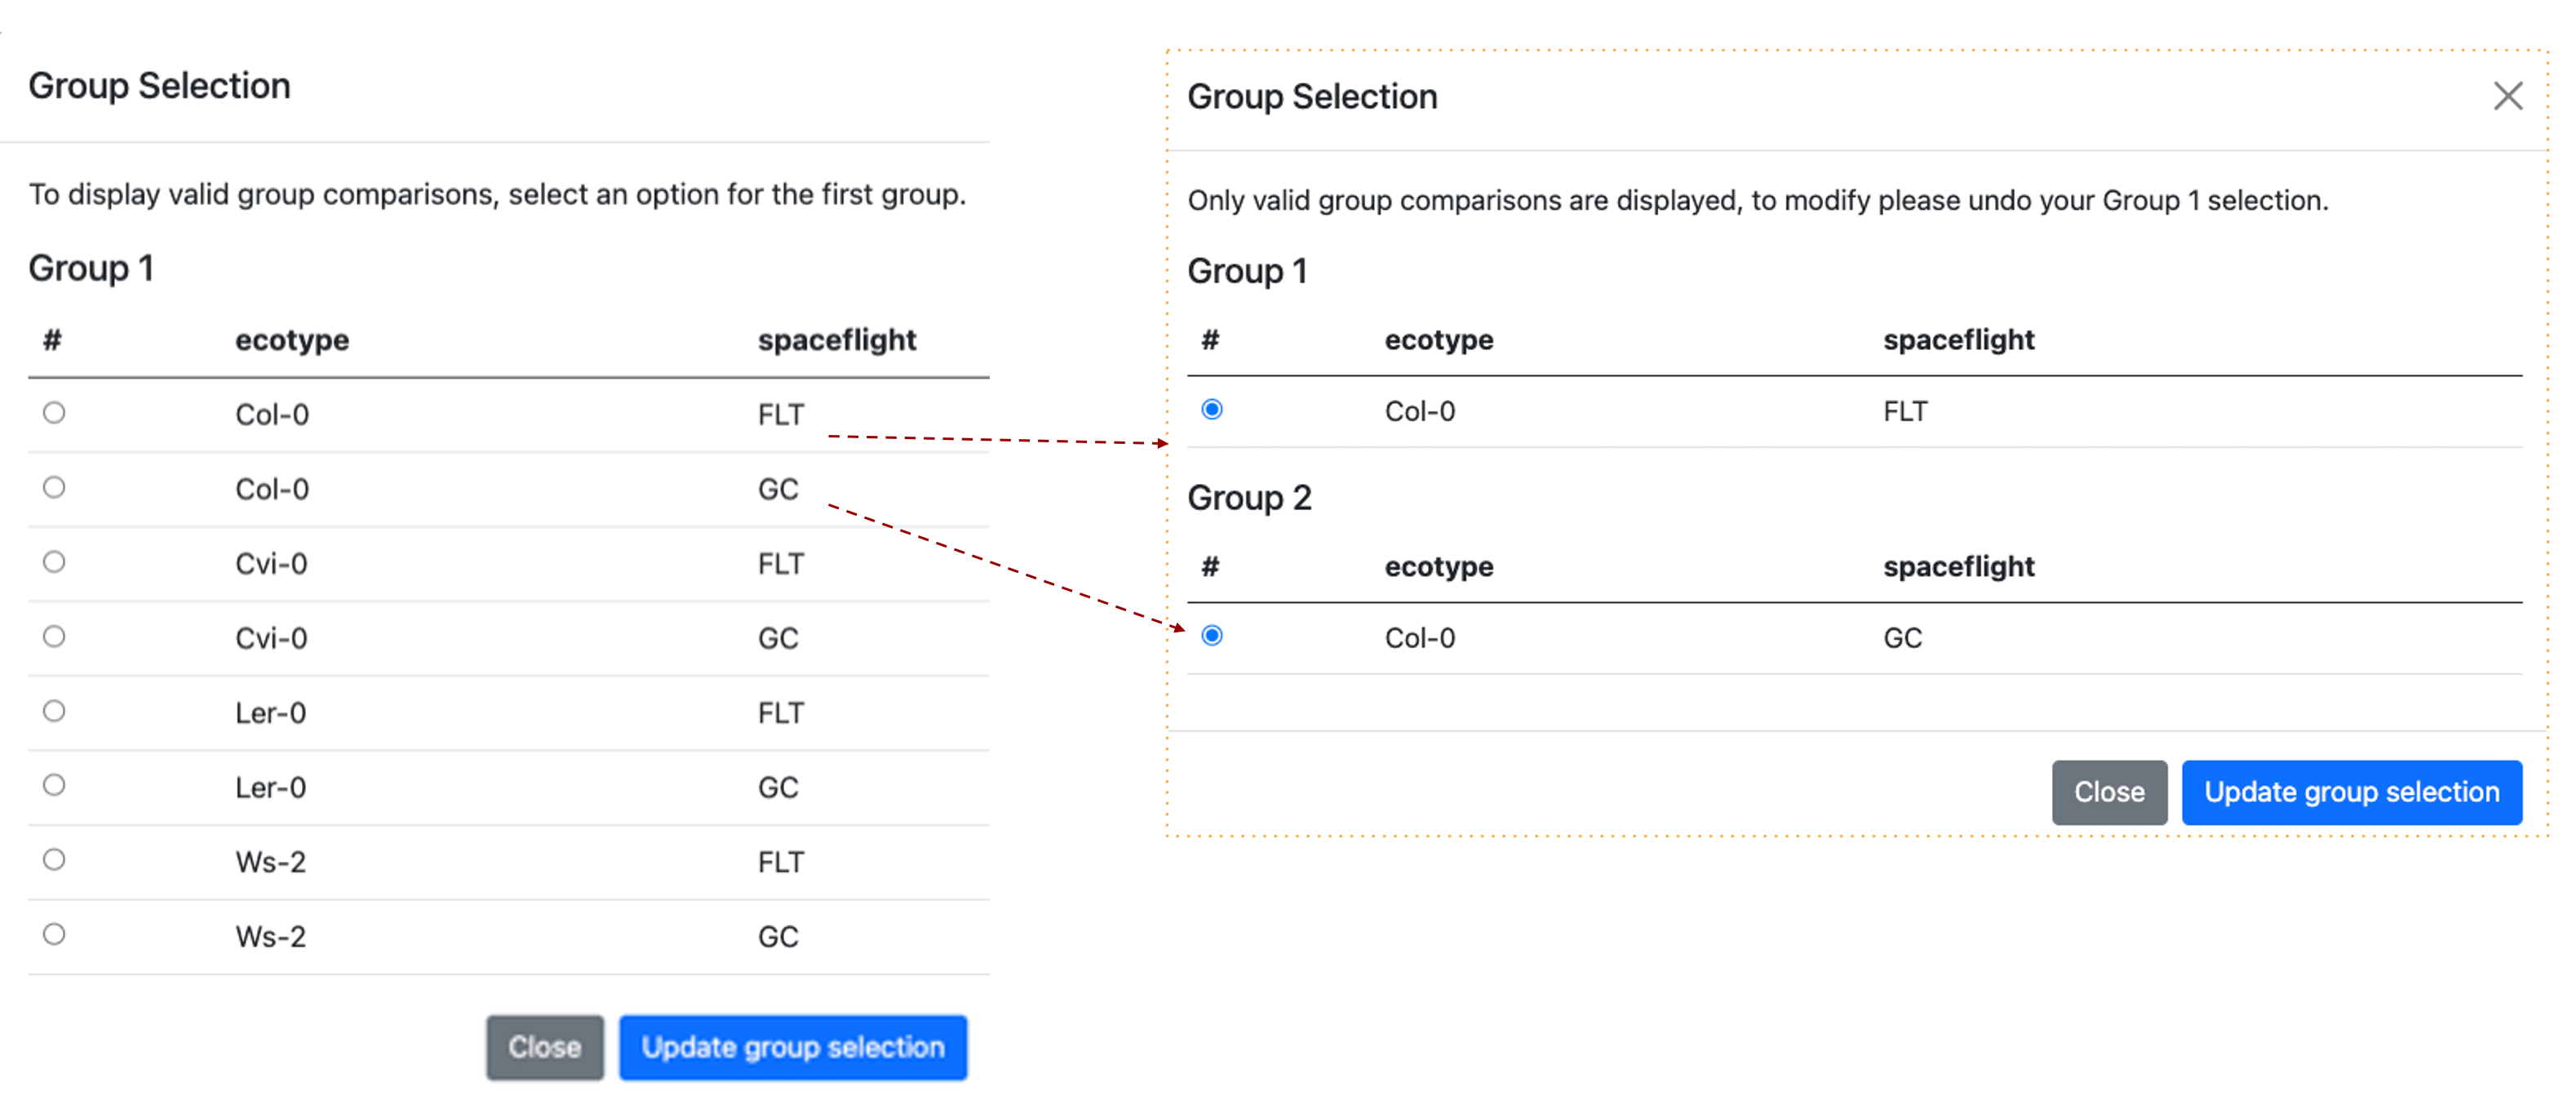 Group Selection
To display valid group comparisons, select an option for the first group.
Group 1
# ecotype spaceflight
Col-0 FLT
Col-0 GC
Cvi-0 FLT
Cvi-0 GC
Ler-0 FLT
Ler-0 GC
Ws-2 FLT
Ws-2 GC
Close Update group selection
Group Selection
Only valid group comparisons are displayed, to modify please undo your Group 1 selection.
Group 1
# ecotype spaceflight
Col-0 FLT
Group 2
# ecotype spaceflight
Col-0 GC
Close Update group selection